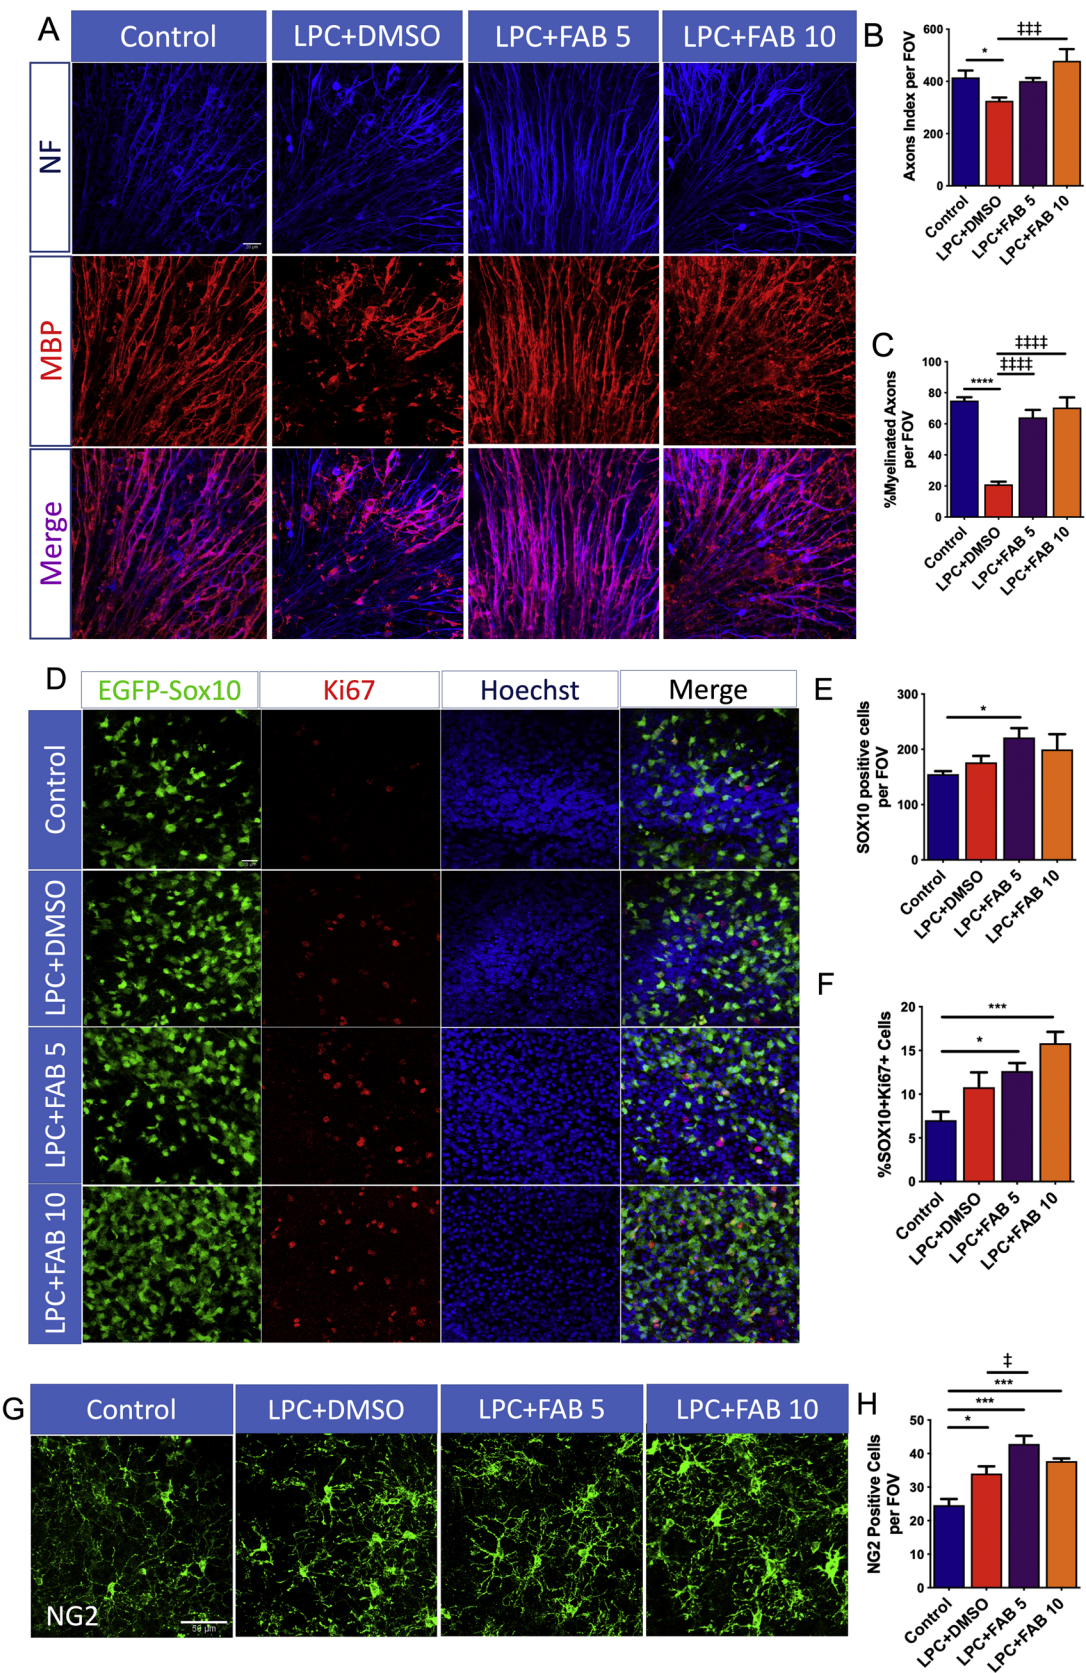 A
Control
LPC+DMSO
LPC+FAB 5
LPC+FAB 10
NF
MBP
Merge
B
‡‡‡
*
Axons Index per FOV
600
400
200
0
Control
LPC+DMSO
LPC+FAB 5
LPC+FAB 10
C
‡‡‡‡
‡‡‡‡
****
%Myelinated Axons
per FOV
100
80
60
40
20
0
Control
LPC+DMSO
LPC+FAB 5
LPC+FAB 10
D
EGFP-Sox10
Ki67
Hoechst
Merge
Control
LPC+DMSO
LPC+FAB 5
LPC+FAB 10
E
*
SOX10 positive cells
per FOV
300
200
100
0
Control
LPC+DMSO
LPC+FAB 5
LPC+FAB 10
F
***
*
%SOX10+Ki67+ Cells
20
15
10
5
0
Control
LPC+DMSO
LPC+FAB 5
LPC+FAB 10
G
Control
LPC+DMSO
LPC+FAB 5
LPC+FAB 10
NG2
50 µm
H
‡
***
***
*
NG2 Positive Cells
per FOV
50
40
30
20
10
0
Control
LPC+DMSO
LPC+FAB 5
LPC+FAB 10